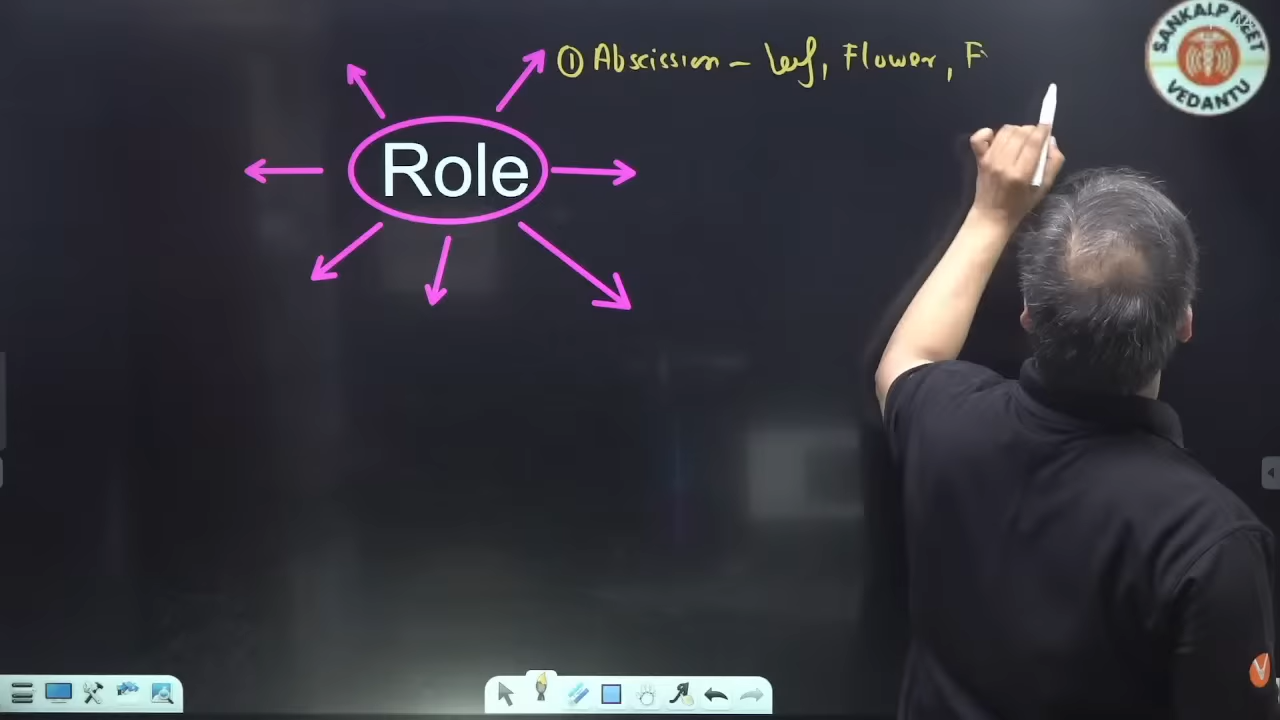 ① Abscission - leaf, Flower, F
Role
SANKALP NEET
VEDANTU